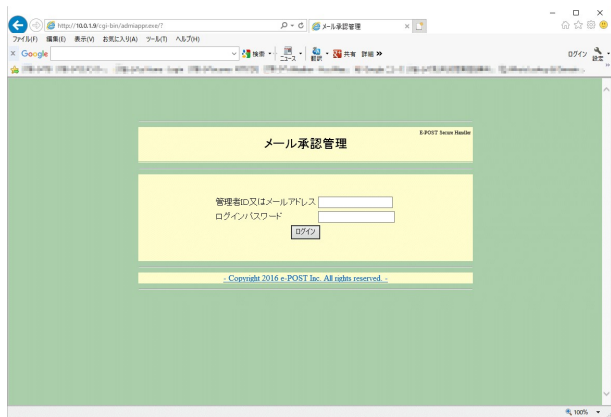 http://10.0.1.9/cgi-bin/admiappr.exe/?
メール承認管理
ファイル(F) 編集(E) 表示(V) お気に入り(A) ツール(T) ヘルプ(H)
× Google 検索 ニュース 翻訳 共有 詳細 » ログイン 設定
メール承認管理
E-POST Secure Handler
管理者ID又はメールアドレス
ログインパスワード
ログイン
- Copyright 2016 e-POST Inc. All rights reserved. -
100%